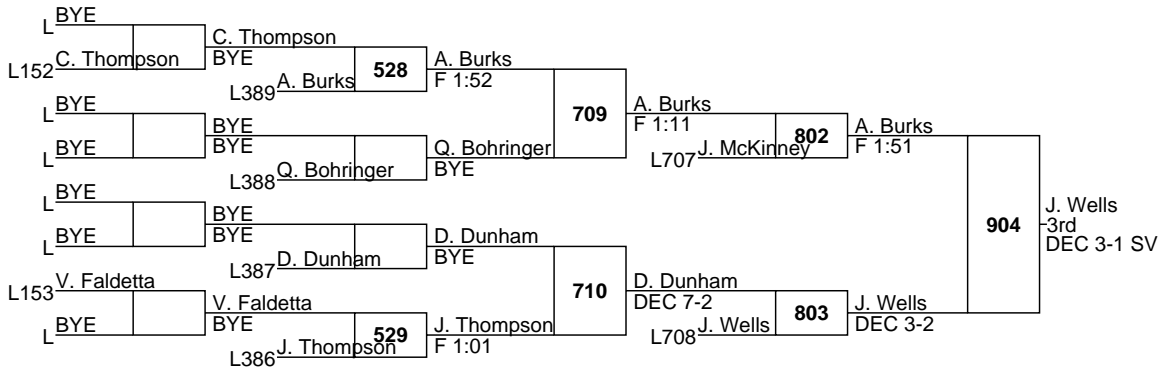 L BYE
L152 C. Thompson
C. Thompson
BYE
L389 A. Burks
528
A. Burks
F 1:52
L BYE
L BYE
BYE
BYE
L388 Q. Bohringer
Q. Bohringer
BYE
709
A. Burks
F 1:11
L707 J. McKinney
802
A. Burks
F 1:51
L BYE
L BYE
BYE
BYE
L387 D. Dunham
D. Dunham
BYE
L153 V. Faldetta
L BYE
V. Faldetta
BYE
L386 J. Thompson
529
J. Thompson
F 1:01
710
D. Dunham
DEC 7-2
L708 J. Wells
803
J. Wells
DEC 3-2
904
J. Wells
3rd
DEC 3-1 SV